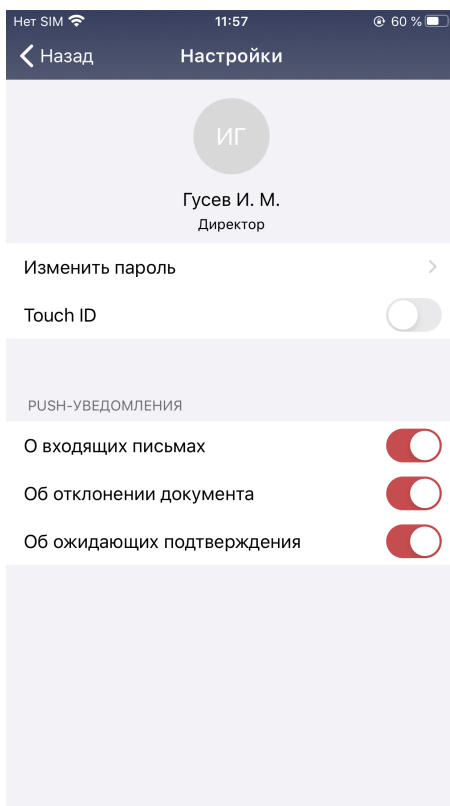 Нет SIM 11:57 60 %
Назад Настройки
ИГ
Гусев И. М.
Директор
Изменить пароль
Touch ID
PUSH-УВЕДОМЛЕНИЯ
О входящих письмах
Об отклонении документа
Об ожидающих подтверждения